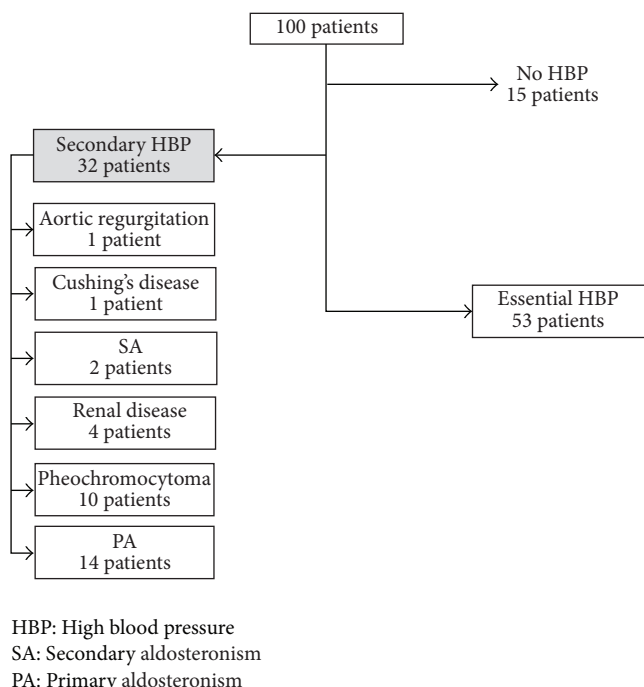 100 patients
No HBP
15 patients
Secondary HBP
32 patients
Aortic regurgitation
1 patient
Cushing's disease
1 patient
Essential HBP
53 patients
SA
2 patients
Renal disease
4 patients
Pheochromocytoma
10 patients
PA
14 patients
HBP: High blood pressure
SA: Secondary aldosteronism
PA: Primary aldosteronism